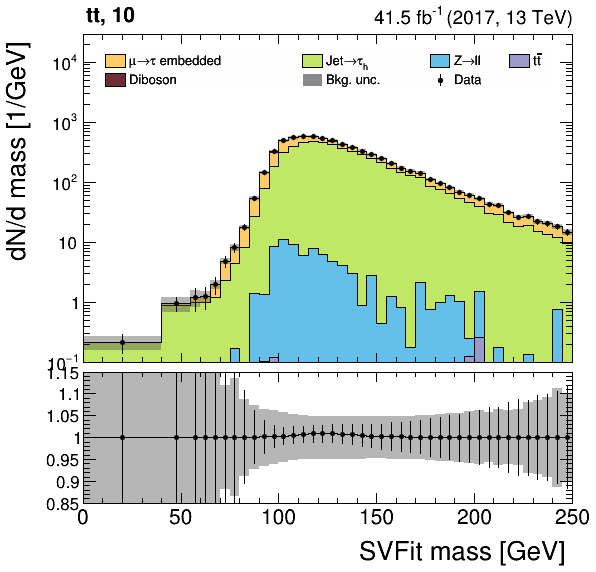 tt, 10
41.5 fb⁻¹ (2017, 13 TeV)
μ→τ embedded
Jet→τₕ
Z→ll
tt̄
Diboson
Bkg. unc.
Data
dN/d mass [1/GeV]
10⁴
10³
10²
10
1
10⁻¹
1.15
1.1
1.05
1
0.95
0.9
0.85
0 50 100 150 200 250
SVFit mass [GeV]